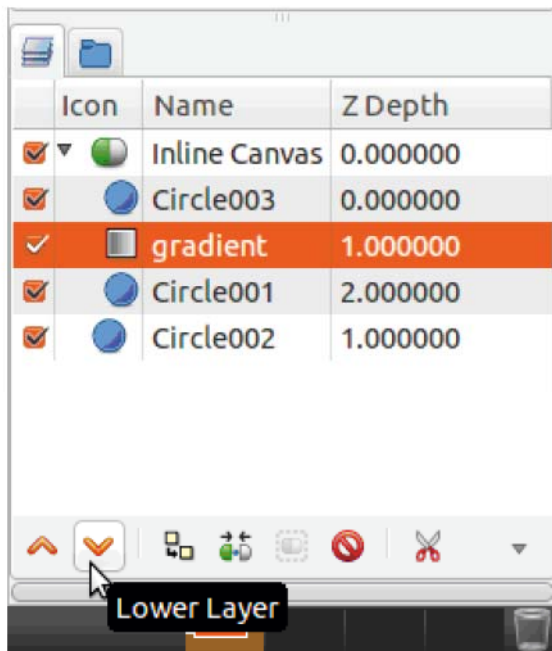 Icon Name Z Depth
Inline Canvas 0.000000
Circle003 0.000000
gradient 1.000000
Circle001 2.000000
Circle002 1.000000
Lower Layer